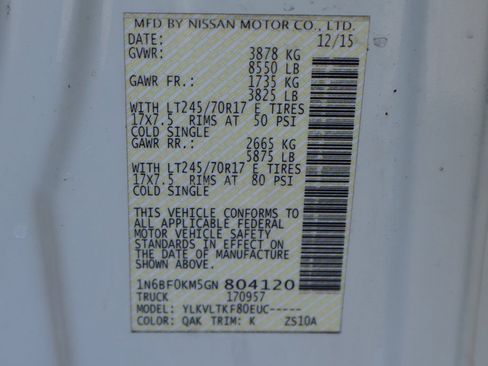 MFD BY NISSAN MOTOR CO., LTD.
DATE: 12/15
GVWR: 3878 KG
8550 LB
GAWR FR.: 1735 KG
3825 LB
WITH LT245/70R17 E TIRES
17X7.5 RIMS AT 50 PSI
COLD SINGLE
GAWR RR.: 2665 KG
5875 LB
WITH LT245/70R17 E TIRES
17X7.5 RIMS AT 80 PSI
COLD SINGLE
THIS VEHICLE CONFORMS TO
ALL APPLICABLE FEDERAL
MOTOR VEHICLE SAFETY
STANDARDS IN EFFECT ON
THE DATE OF MANUFACTURE
SHOWN ABOVE.
1N6BF0KM5GN 804120
TRUCK 170957
MODEL: YLKVLTKF80EUC-----
COLOR: QAK TRIM: K ZS10A